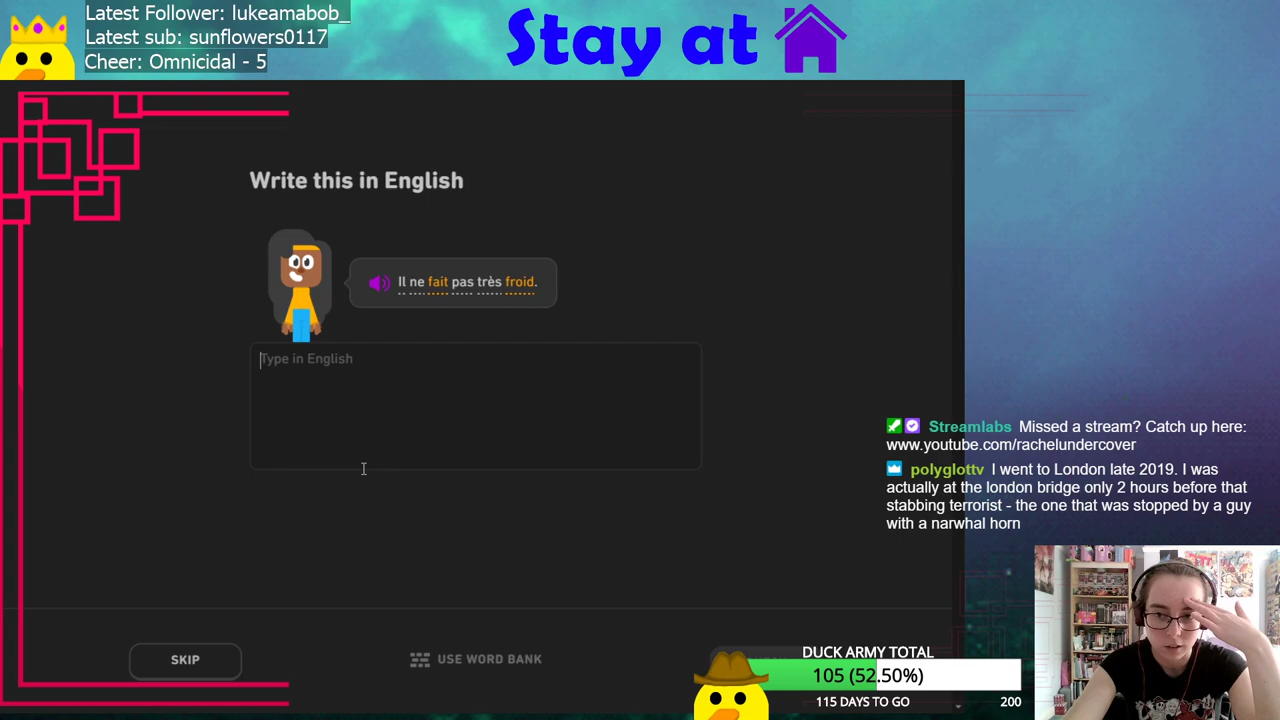 Latest Follower: lukeamabob_
Latest sub: sunflowers0117
Cheer: Omnicidal - 5
Stay at
Write this in English
Il ne fait pas très froid.
Type in English
Streamlabs Missed a stream? Catch up here:
www.youtube.com/rachelundercover
polyglottv I went to London late 2019. I was
actually at the london bridge only 2 hours before that
stabbing terrorist - the one that was stopped by a guy
with a narwhal horn
SKIP
USE WORD BANK
DUCK ARMY TOTAL
105 (52.50%)
115 DAYS TO GO
200